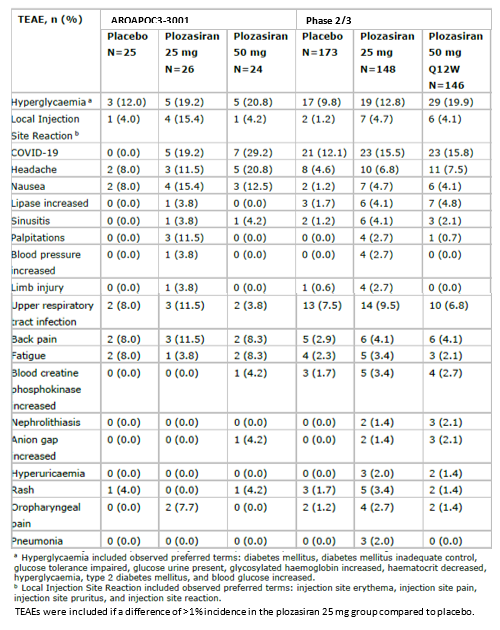 TEAE, n (%) AROAPOC3-3001 Phase 2/3
Placebo N=25 Plozasiran 25 mg N=26 Plozasiran 50 mg N=24 Placebo N=173 Plozasiran 25 mg N=148 Plozasiran 50 mg Q12W N=146
Hyperglycaemia a 3 (12.0) 5 (19.2) 5 (20.8) 17 (9.8) 19 (12.8) 29 (19.9)
Local Injection Site Reaction b 1 (4.0) 4 (15.4) 1 (4.2) 2 (1.2) 7 (4.7) 6 (4.1)
COVID-19 0 (0.0) 5 (19.2) 7 (29.2) 21 (12.1) 23 (15.5) 23 (15.8)
Headache 2 (8.0) 3 (11.5) 5 (20.8) 8 (4.6) 10 (6.8) 11 (7.5)
Nausea 2 (8.0) 4 (15.4) 3 (12.5) 2 (1.2) 7 (4.7) 6 (4.1)
Lipase increased 0 (0.0) 1 (3.8) 0 (0.0) 3 (1.7) 6 (4.1) 7 (4.8)
Sinusitis 0 (0.0) 1 (3.8) 1 (4.2) 2 (1.2) 6 (4.1) 3 (2.1)
Palpitations 0 (0.0) 3 (11.5) 0 (0.0) 0 (0.0) 4 (2.7) 1 (0.7)
Blood pressure increased 0 (0.0) 1 (3.8) 0 (0.0) 0 (0.0) 4 (2.7) 0 (0.0)
Limb injury 0 (0.0) 1 (3.8) 0 (0.0) 1 (0.6) 4 (2.7) 0 (0.0)
Upper respiratory tract infection 2 (8.0) 3 (11.5) 2 (3.8) 13 (7.5) 14 (9.5) 10 (6.8)
Back pain 2 (8.0) 3 (11.5) 2 (8.3) 5 (2.9) 6 (4.1) 6 (4.1)
Fatigue 2 (8.0) 1 (3.8) 2 (8.3) 4 (2.3) 5 (3.4) 3 (2.1)
Blood creatine phosphokinase increased 0 (0.0) 0 (0.0) 1 (4.2) 3 (1.7) 5 (3.4) 4 (2.7)
Nephrolithiasis 0 (0.0) 0 (0.0) 0 (0.0) 0 (0.0) 2 (1.4) 3 (2.1)
Anion gap increased 0 (0.0) 0 (0.0) 1 (4.2) 0 (0.0) 2 (1.4) 3 (2.1)
Hyperuricaemia 0 (0.0) 0 (0.0) 0 (0.0) 0 (0.0) 3 (2.0) 2 (1.4)
Rash 1 (4.0) 0 (0.0) 1 (4.2) 3 (1.7) 5 (3.4) 2 (1.4)
Oropharyngeal pain 0 (0.0) 2 (7.7) 0 (0.0) 2 (1.2) 4 (2.7) 2 (1.4)
Pneumonia 0 (0.0) 0 (0.0) 0 (0.0) 0 (0.0) 3 (2.0) 0 (0.0)
a Hyperglycaemia included observed preferred terms: diabetes mellitus, diabetes mellitus inadequate control,
glucose tolerance impaired, glucose urine present, glycosylated haemoglobin increased, haematocrit decreased,
hyperglycaemia, type 2 diabetes mellitus, and blood glucose increased.
b Local Injection Site Reaction included observed preferred terms: injection site erythema, injection site pain,
injection site pruritus, and injection site reaction.
TEAEs were included if a difference of >1% incidence in the plozasiran 25 mg group compared to placebo.